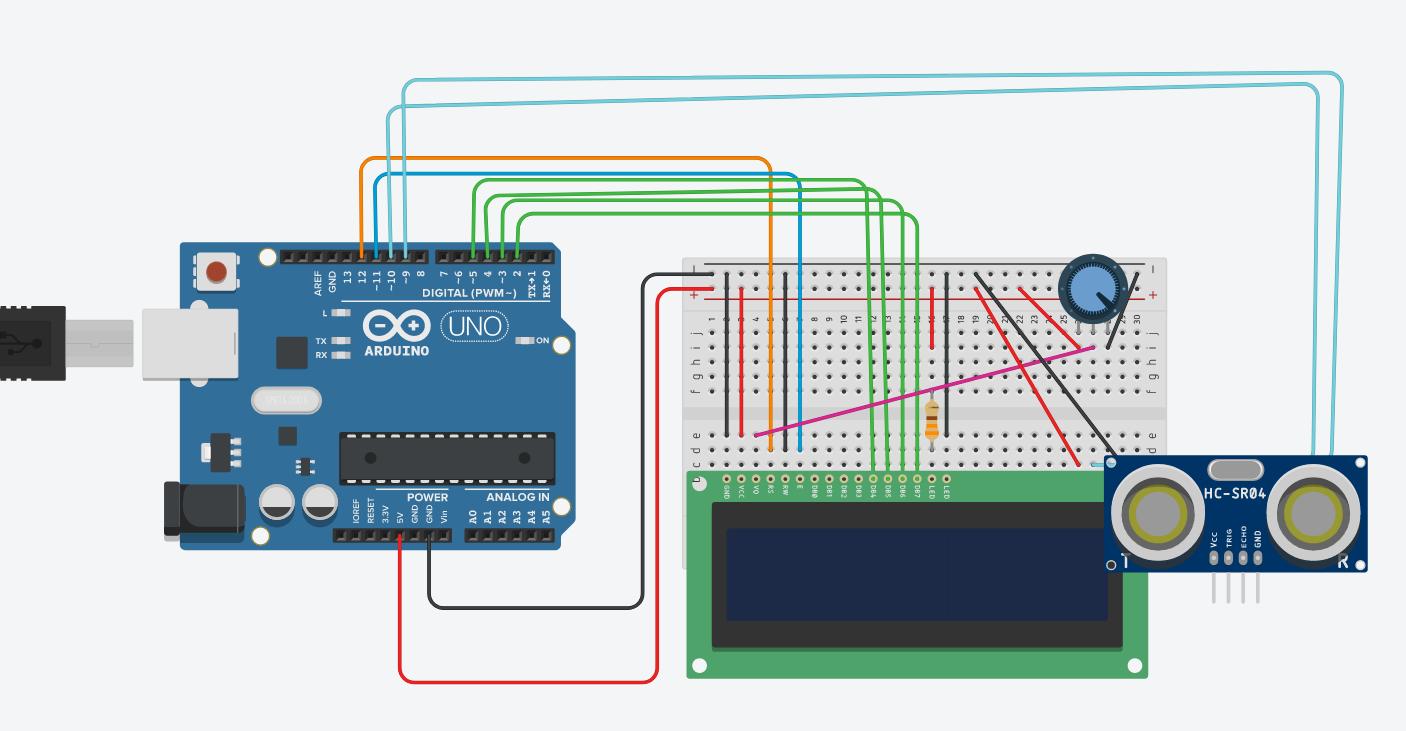 AREF
GND
13
12
~11
~10
~9
8
7
~6
~5
4
~3
2
TX→1
RX←0
DIGITAL (PWM~)
L
TX
RX
ARDUINO
UNO
ON
POWER
ANALOG IN
IOREF
RESET
3.3V
5V
GND
GND
Vin
A0
A1
A2
A3
A4
A5
j
i
h
g
f
e
d
c
GND
VCC
VO
RS
RW
E
DB0
DB1
DB2
DB3
DB4
DB5
DB6
DB7
LED
LED
HC-SR04
Vcc
TRIG
ECHO
GND
T
R